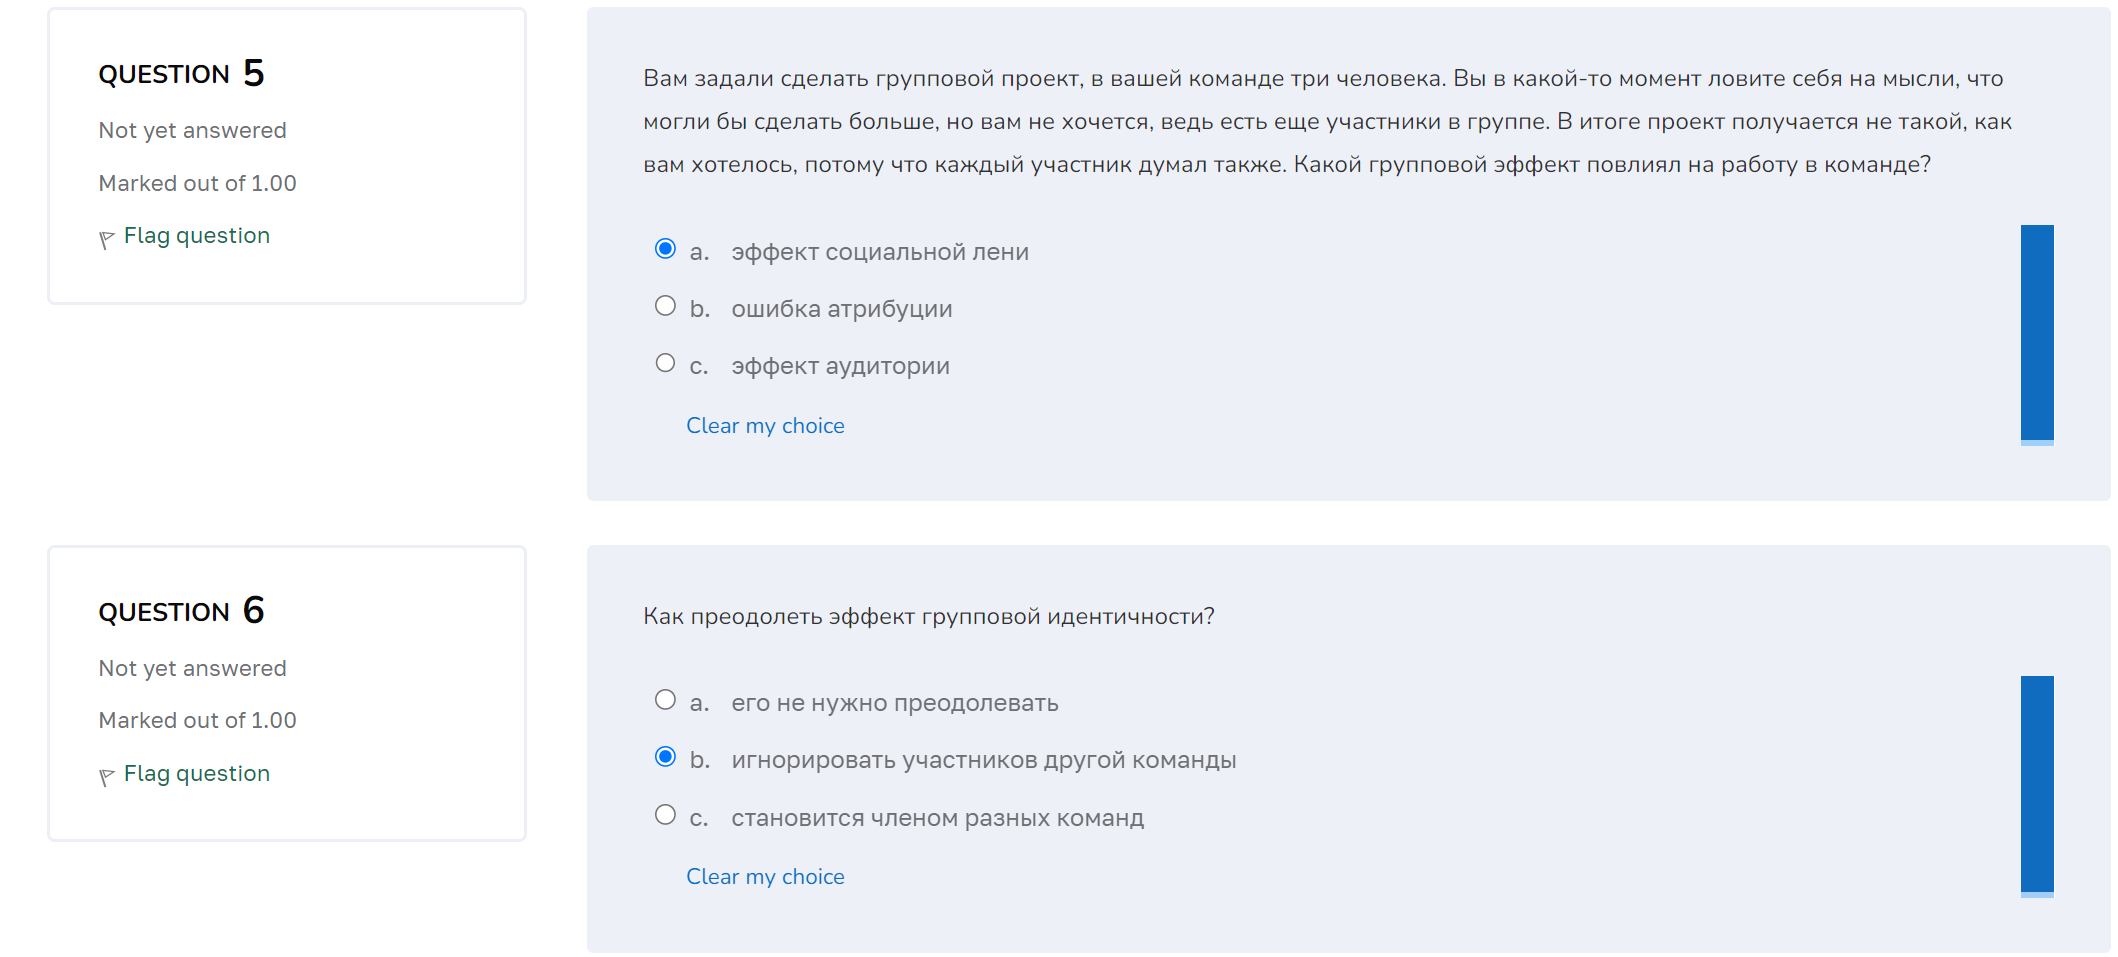 QUESTION 5
Not yet answered
Marked out of 1.00
Flag question
Вам задали сделать групповой проект, в вашей команде три человека. Вы в какой-то момент ловите себя на мысли, что
могли бы сделать больше, но вам не хочется, ведь есть еще участники в группе. В итоге проект получается не такой, как
вам хотелось, потому что каждый участник думал также. Какой групповой эффект повлиял на работу в команде?
a. эффект социальной лени
b. ошибка атрибуции
c. эффект аудитории
Clear my choice
QUESTION 6
Not yet answered
Marked out of 1.00
Flag question
Как преодолеть эффект групповой идентичности?
a. его не нужно преодолевать
b. игнорировать участников другой команды
c. становится членом разных команд
Clear my choice